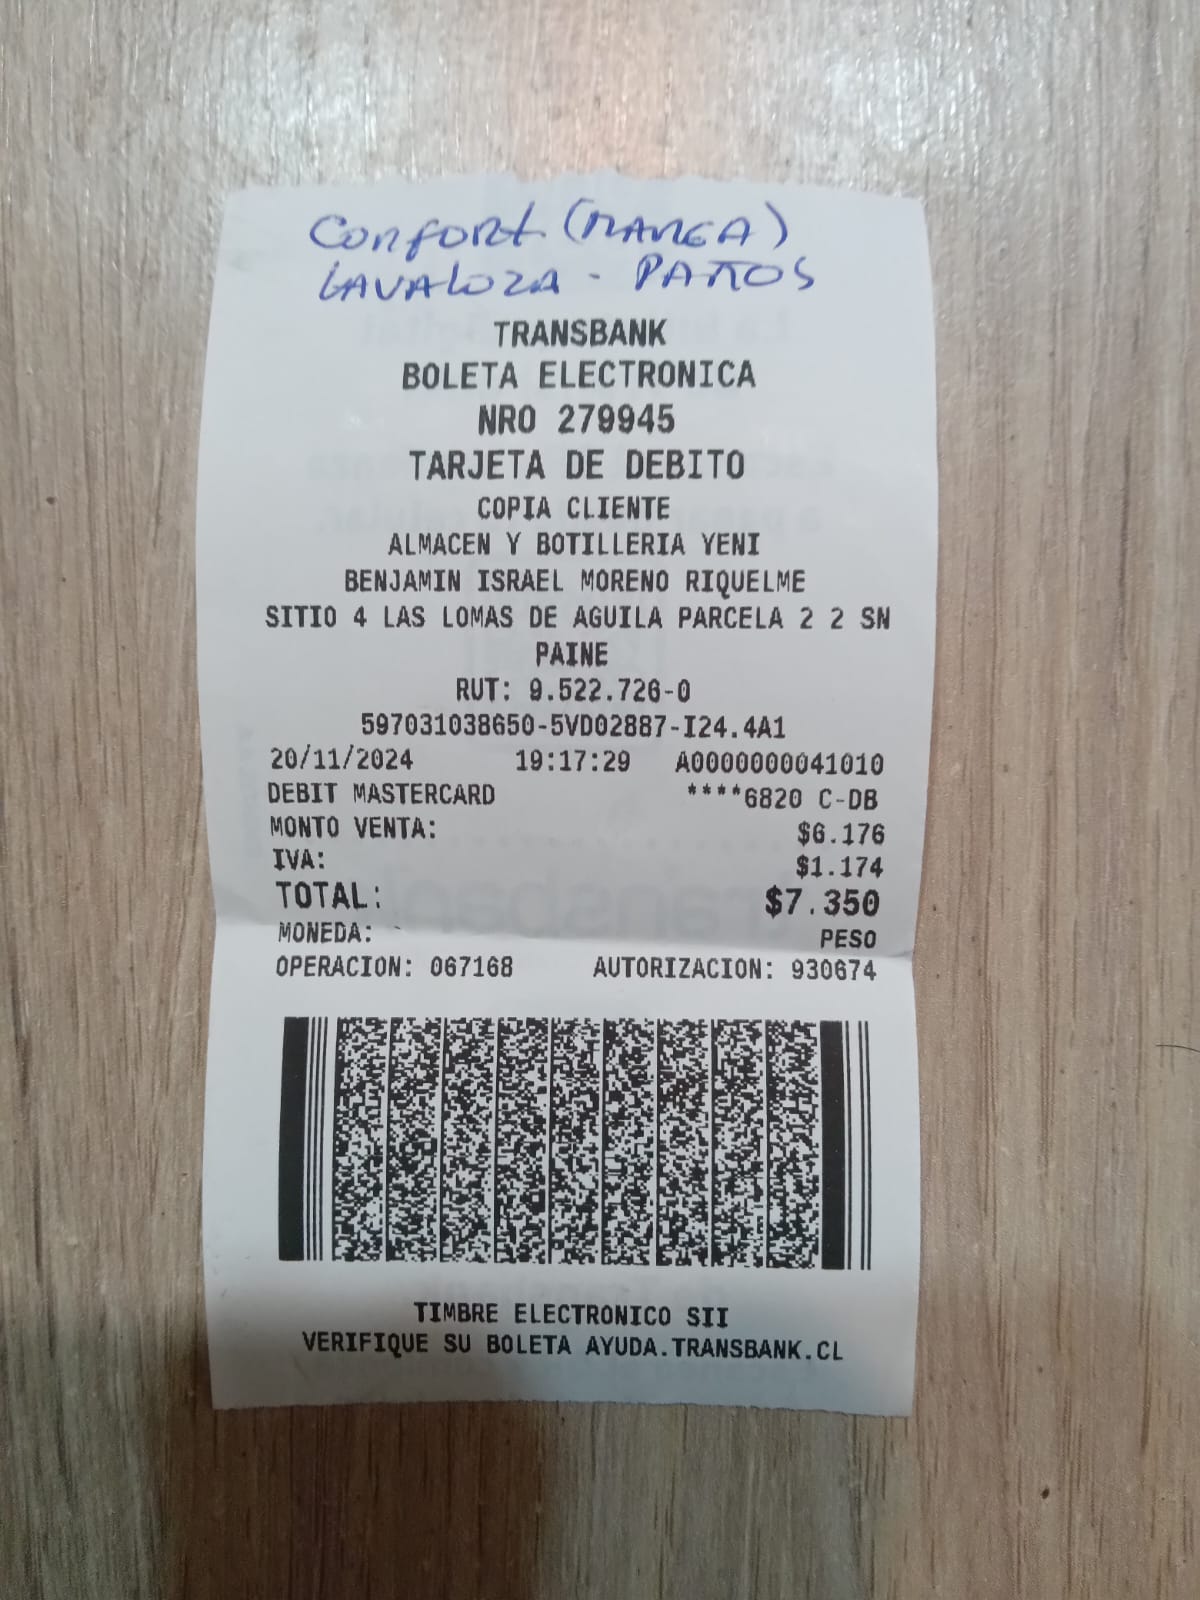 Confort (MANGA)
LAVALOZA - PAÑOS
TRANSBANK
BOLETA ELECTRONICA
NRO 279945
TARJETA DE DEBITO
COPIA CLIENTE
ALMACEN Y BOTILLERIA YENI
BENJAMIN ISRAEL MORENO RIQUELME
SITIO 4 LAS LOMAS DE AGUILA PARCELA 2 2 SN
PAINE
RUT: 9.522.726-0
597031038650-5VD02887-I24.4A1
20/11/2024 19:17:29 A0000000041010
DEBIT MASTERCARD ****6820 C-DB
MONTO VENTA: $6.176
IVA: $1.174
TOTAL: $7.350
MONEDA: PESO
OPERACION: 067168 AUTORIZACION: 930674
TIMBRE ELECTRONICO SII
VERIFIQUE SU BOLETA AYUDA.TRANSBANK.CL